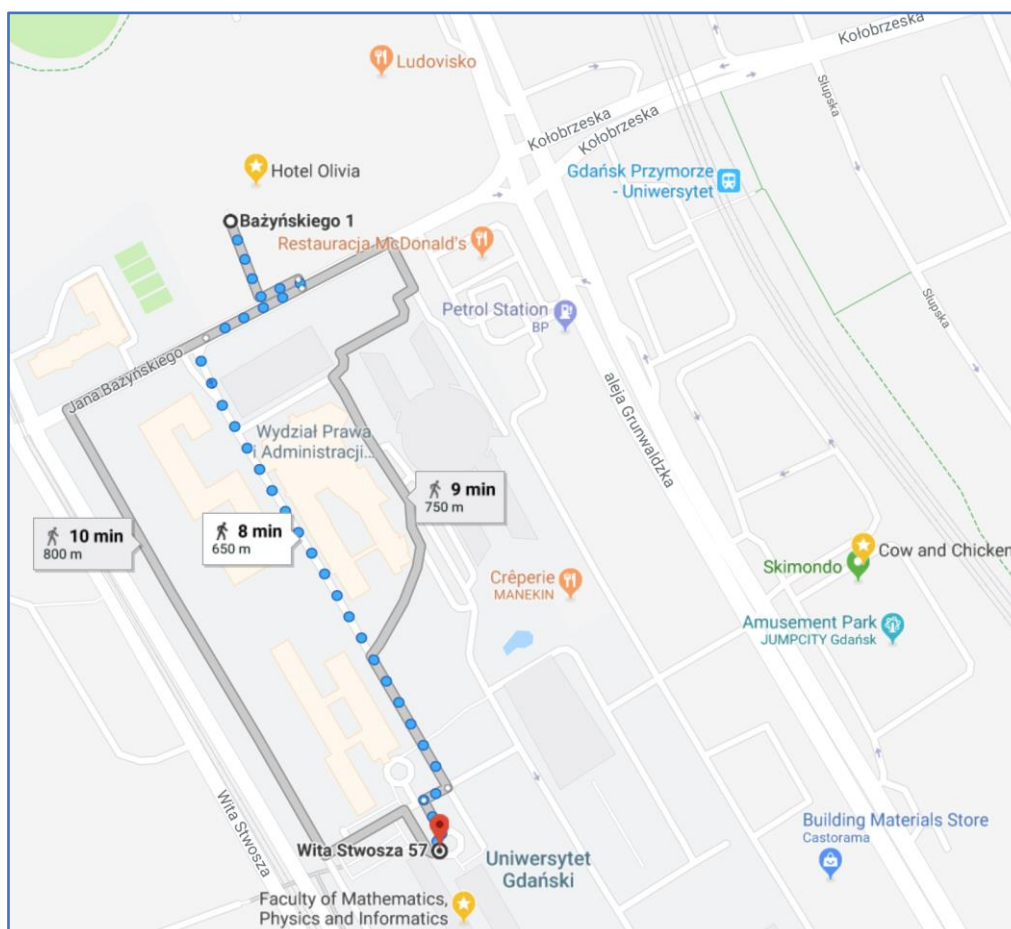 Kołobrzeska
Ludovisko
Słupska
Kołobrzeska
Kołobrzeska
Hotel Olivia
Gdańsk Przymorze
- Uniwersytet
Bażyńskiego 1
Restauracja McDonald's
Słupska
Petrol Station
BP
Jana Bażyńskiego
aleja Grunwaldzka
Wydział Prawa
i Administracji...
9 min
750 m
10 min
800 m
8 min
650 m
Cow and Chicken
Skimondo
Crêperie
MANEKIN
Amusement Park
JUMPCITY Gdańsk
Wita Stwosza
Building Materials Store
Castorama
Wita Stwosza 57
Uniwersytet
Gdański
Faculty of Mathematics,
Physics and Informatics